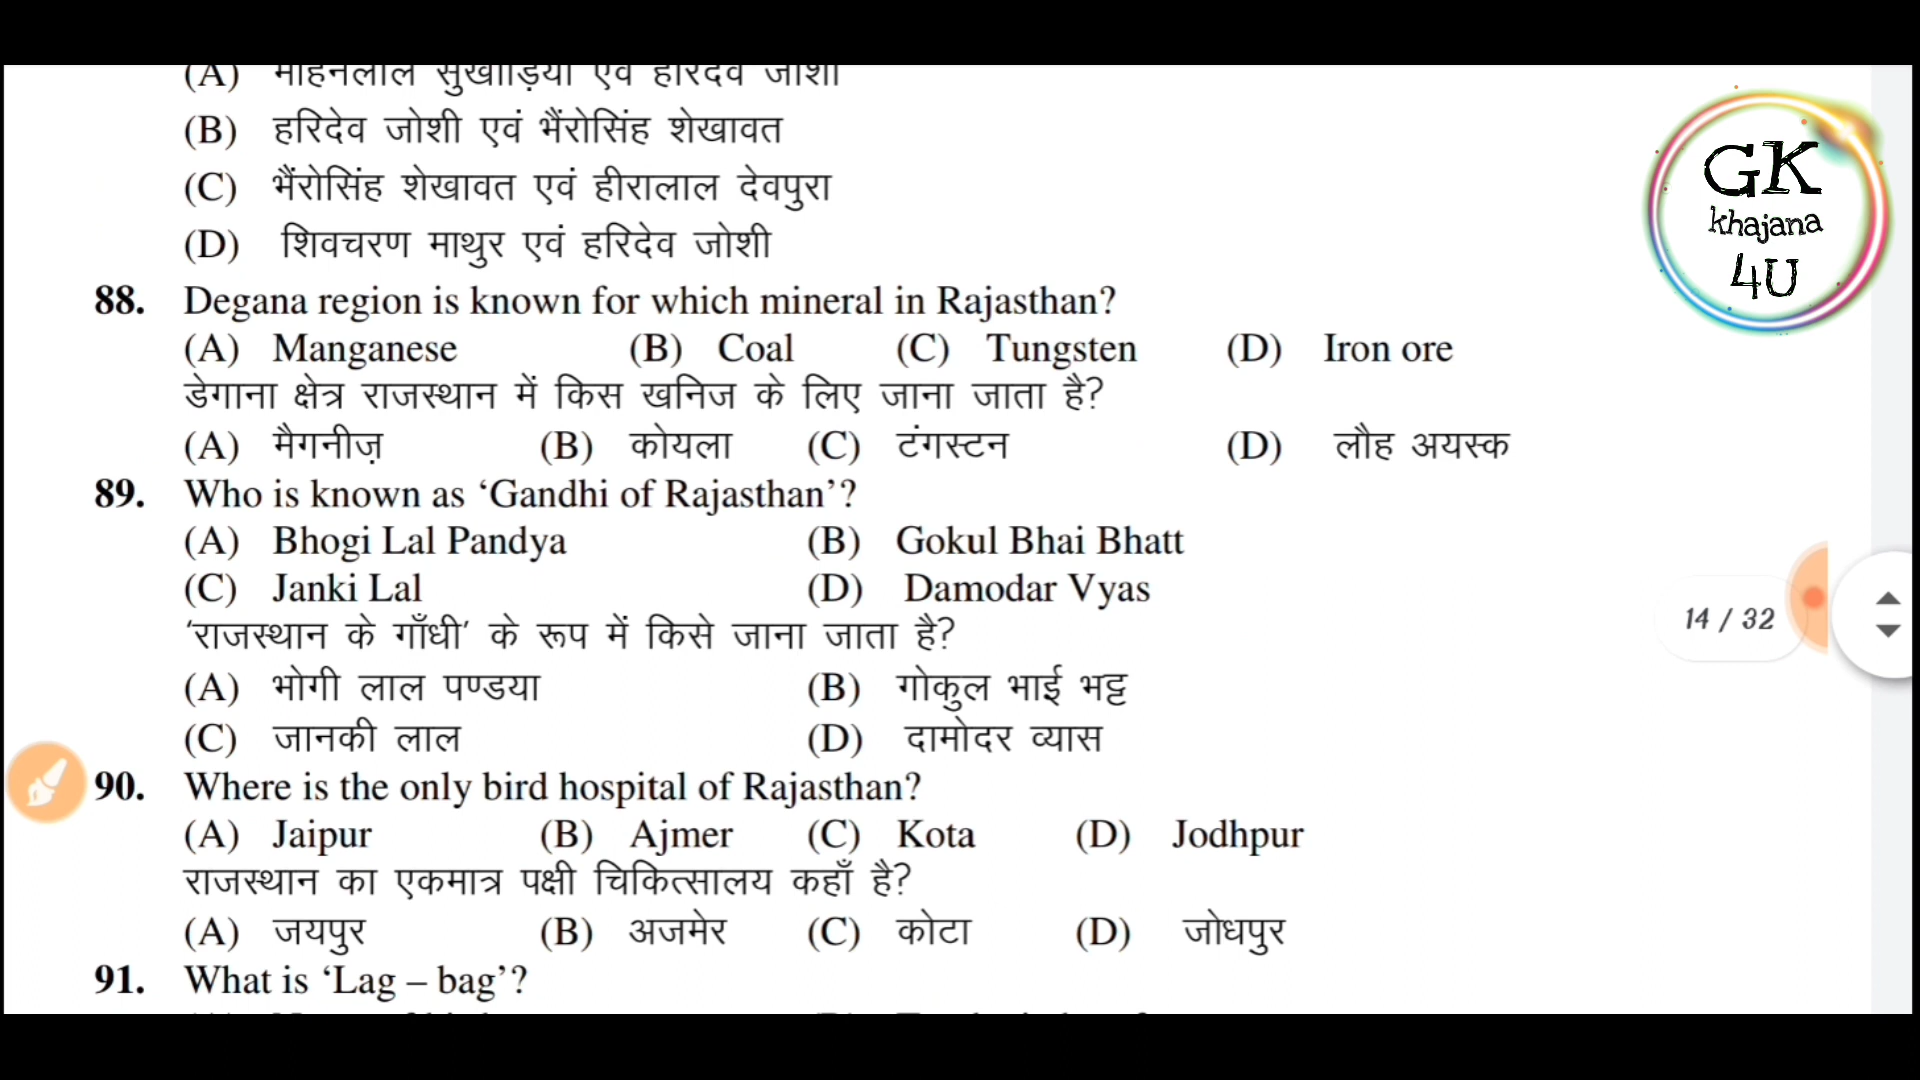 (A) मोहनलाल सुखाड़िया एवं हरिदेव जोशी
(B) हरिदेव जोशी एवं भैंरोसिंह शेखावत
(C) भैंरोसिंह शेखावत एवं हीरालाल देवपुरा
(D) शिवचरण माथुर एवं हरिदेव जोशी
88. Degana region is known for which mineral in Rajasthan?
(A) Manganese (B) Coal (C) Tungsten (D) Iron ore
डेगाना क्षेत्र राजस्थान में किस खनिज के लिए जाना जाता है?
(A) मैगनीज़ (B) कोयला (C) टंगस्टन (D) लौह अयस्क
89. Who is known as ‘Gandhi of Rajasthan’?
(A) Bhogi Lal Pandya (B) Gokul Bhai Bhatt
(C) Janki Lal (D) Damodar Vyas
‘राजस्थान के गाँधी’ के रूप में किसे जाना जाता है?
(A) भोगी लाल पण्डया (B) गोकुल भाई भट्ट
(C) जानकी लाल (D) दामोदर व्यास
90. Where is the only bird hospital of Rajasthan?
(A) Jaipur (B) Ajmer (C) Kota (D) Jodhpur
राजस्थान का एकमात्र पक्षी चिकित्सालय कहाँ है?
(A) जयपुर (B) अजमेर (C) कोटा (D) जोधपुर
91. What is ‘Lag – bag’?
GK
khajana
4U
14 / 32